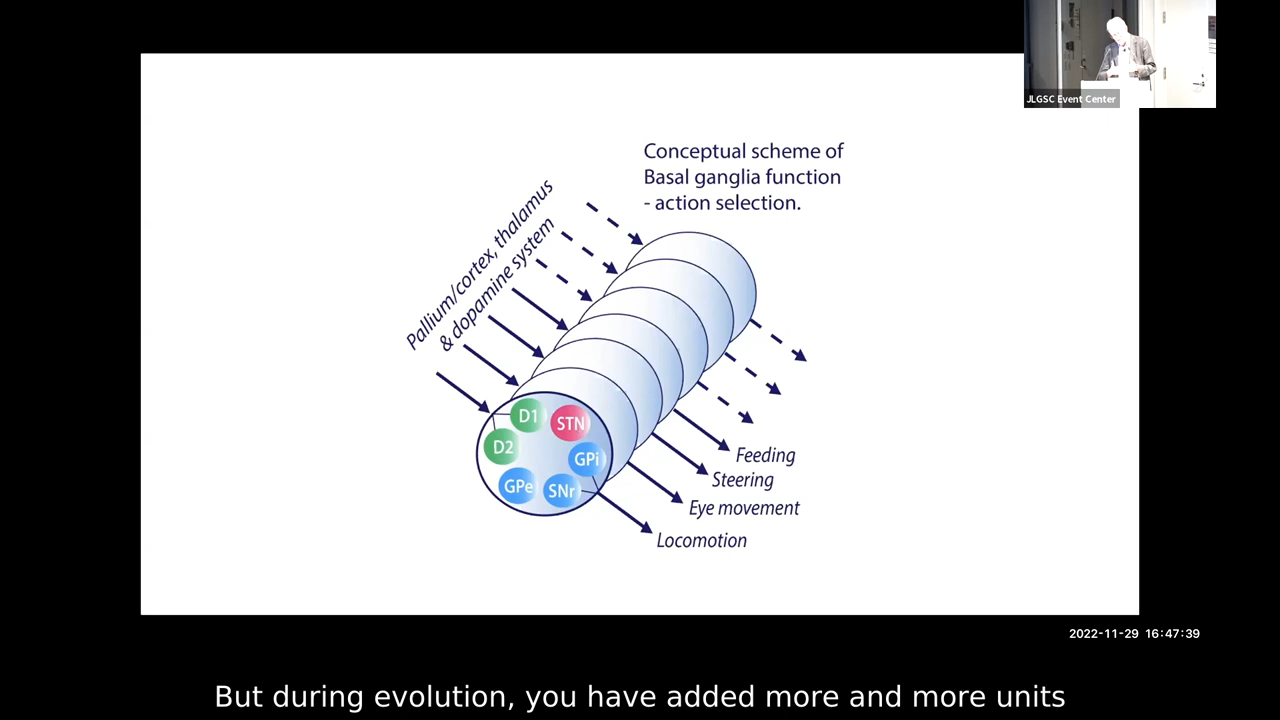 JLGSC Event Center
Conceptual scheme of
Basal ganglia function
- action selection.
Pallium/cortex, thalamus
& dopamine system
D1
STN
D2
GPi
GPe
SNr
Feeding
Steering
Eye movement
Locomotion
2022-11-29 16:47:39
But during evolution, you have added more and more units